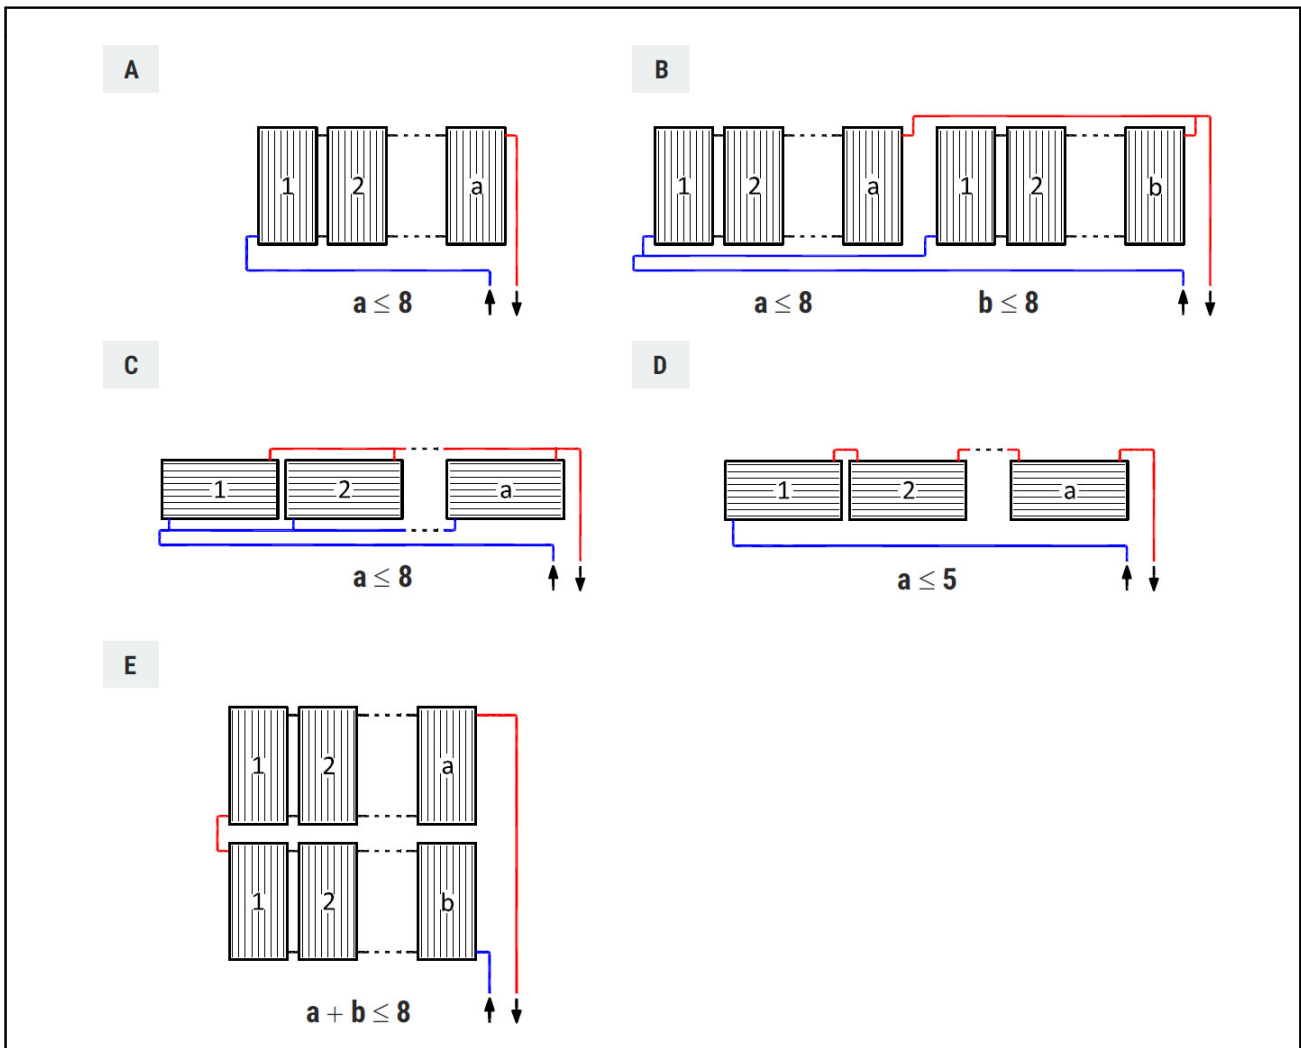 A
B
1 2 a
1 2 a 1 2 b
a ≤ 8
a ≤ 8 b ≤ 8
C
D
1 2 a
1 2 a
a ≤ 8
a ≤ 5
E
1 2 a
1 2 b
a + b ≤ 8